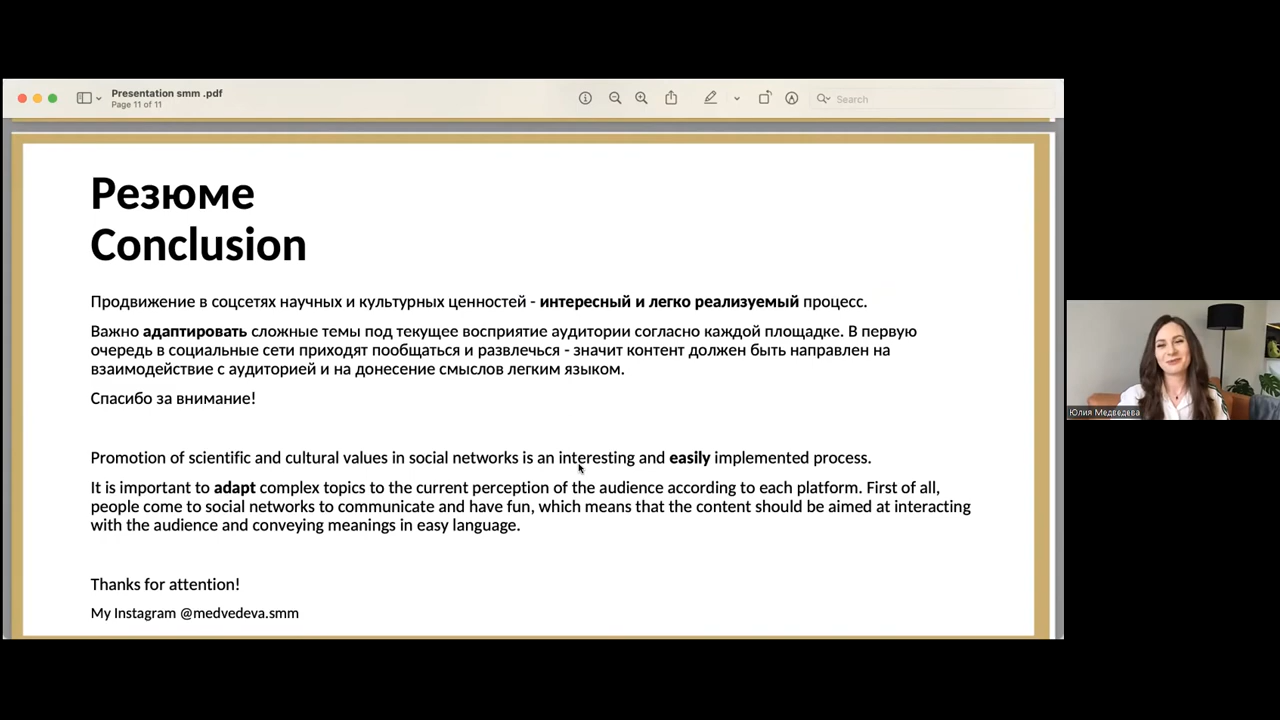 Presentation smm .pdf
Page 11 of 11
Search
Резюме
Conclusion
Продвижение в соцсетях научных и культурных ценностей - интересный и легко реализуемый процесс.
Важно адаптировать сложные темы под текущее восприятие аудитории согласно каждой площадке. В первую
очередь в социальные сети приходят пообщаться и развлечься - значит контент должен быть направлен на
взаимодействие с аудиторией и на донесение смыслов легким языком.
Спасибо за внимание!
Promotion of scientific and cultural values in social networks is an interesting and easily implemented process.
It is important to adapt complex topics to the current perception of the audience according to each platform. First of all,
people come to social networks to communicate and have fun, which means that the content should be aimed at interacting
with the audience and conveying meanings in easy language.
Thanks for attention!
My Instagram @medvedeva.smm
Юлия Медведева